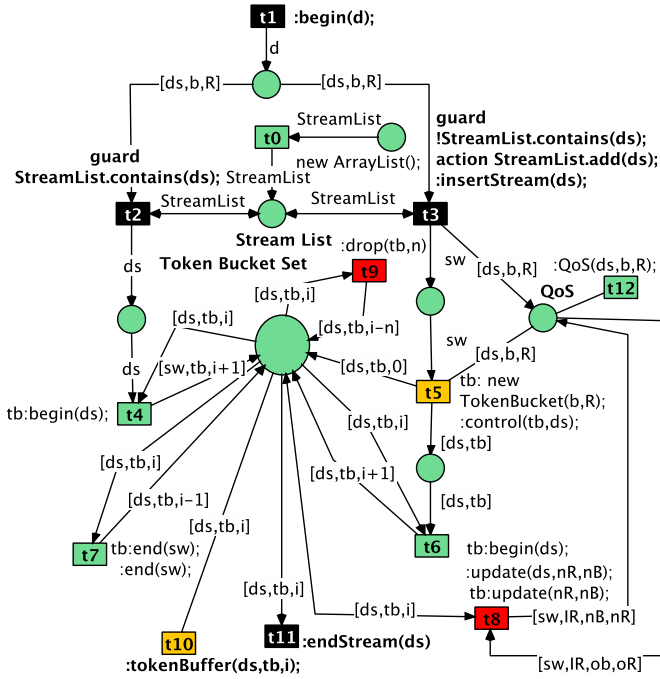 t1 :begin(d);
d
[ds,b,R] [ds,b,R]
StreamList
t0
new ArrayList();
guard
!StreamList.contains(ds);
action StreamList.add(ds);
:insertStream(ds);
guard
StreamList.contains(ds);
StreamList
StreamList StreamList
t2 t3
Stream List
Token Bucket Set
:drop(tb,n)
t9
sw
[ds,b,R]
:QoS(ds,b,R);
t12
QoS
ds
[ds,tb,i]
[ds,tb,i]
[ds,tb,i-n]
sw
[ds,b,R]
ds
[sw,tb,i+1]
[ds,tb,0]
t5
tb: new
TokenBucket(b,R);
:control(tb,ds);
tb:begin(ds);
t4
[ds,tb,i]
[ds,tb]
[ds,tb,i]
[ds,tb,i+1]
[ds,tb,i-1]
[ds,tb]
[ds,tb,i]
t7
tb:end(sw);
:end(sw);
t6
tb:begin(ds);
:update(ds,nR,nB);
tb:update(nR,nB);
[ds,tb,i]
[ds,tb,i]
t8
[sw,IR,nB,nR]
t10
:tokenBuffer(ds,tb,i);
t11
:endStream(ds)
[sw,IR,ob,oR]